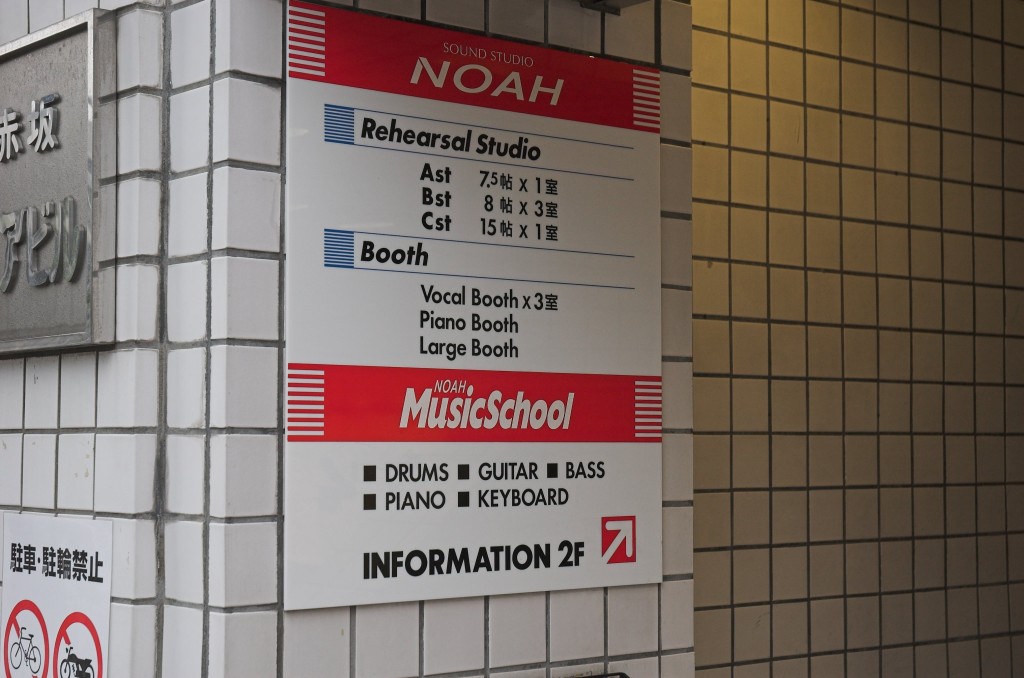 赤坂
アビル
SOUND STUDIO
NOAH
Rehearsal Studio
Ast 7.5帖 x 1室
Bst 8帖 x 3室
Cst 15帖 x 1室
Booth
Vocal Booth x 3室
Piano Booth
Large Booth
NOAH
MusicSchool
■ DRUMS ■ GUITAR ■ BASS
■ PIANO ■ KEYBOARD
INFORMATION 2F
駐車・駐輪禁止